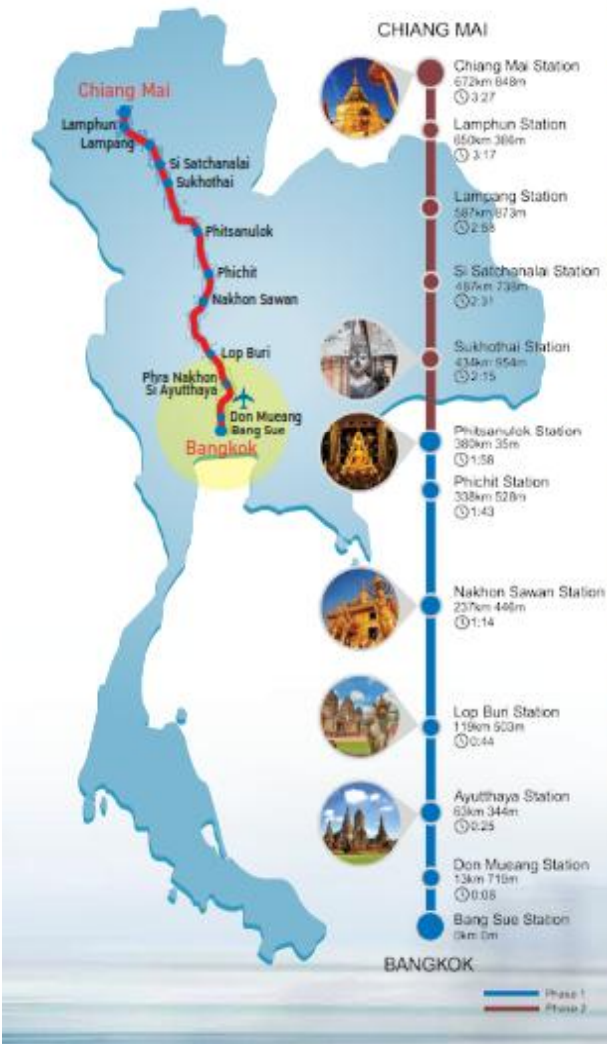 CHIANG MAI
Chiang Mai Station
672km 848m
3:27
Lamphun Station
650km 386m
3:17
Lampang Station
587km 873m
2:58
Si Satchanalai Station
487km 738m
2:31
Sukhothai Station
434km 954m
2:15
Phitsanulok Station
380km 35m
1:58
Phichit Station
338km 528m
1:43
Nakhon Sawan Station
237km 446m
1:14
Lop Buri Station
119km 503m
0:44
Ayutthaya Station
63km 344m
0:25
Don Mueang Station
13km 719m
0:08
Bang Sue Station
0km 0m
BANGKOK
Phase 1
Phase 2
Chiang Mai
Lamphun
Lampang
Si Satchanalai
Sukhothai
Phitsanulok
Phichit
Nakhon Sawan
Lop Buri
Phra Nakhon
Si Ayutthaya
Don Mueang
Bang Sue
Bangkok